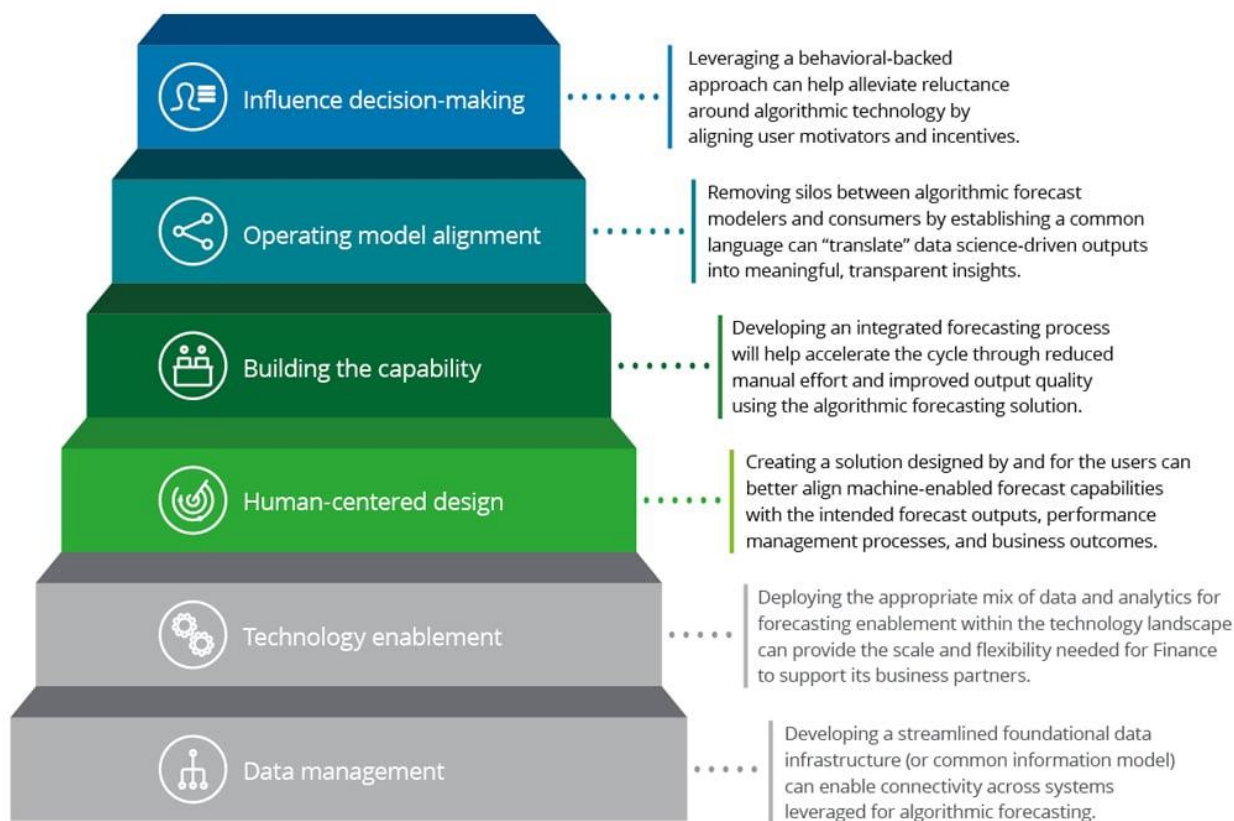 Influence decision-making
Leveraging a behavioral-backed
approach can help alleviate reluctance
around algorithmic technology by
aligning user motivators and incentives.
Operating model alignment
Removing silos between algorithmic forecast
modelers and consumers by establishing a common
language can “translate” data science-driven outputs
into meaningful, transparent insights.
Building the capability
Developing an integrated forecasting process
will help accelerate the cycle through reduced
manual effort and improved output quality
using the algorithmic forecasting solution.
Human-centered design
Creating a solution designed by and for the users can
better align machine-enabled forecast capabilities
with the intended forecast outputs, performance
management processes, and business outcomes.
Technology enablement
Deploying the appropriate mix of data and analytics for
forecasting enablement within the technology landscape
can provide the scale and flexibility needed for Finance
to support its business partners.
Data management
Developing a streamlined foundational data
infrastructure (or common information model)
can enable connectivity across systems
leveraged for algorithmic forecasting.